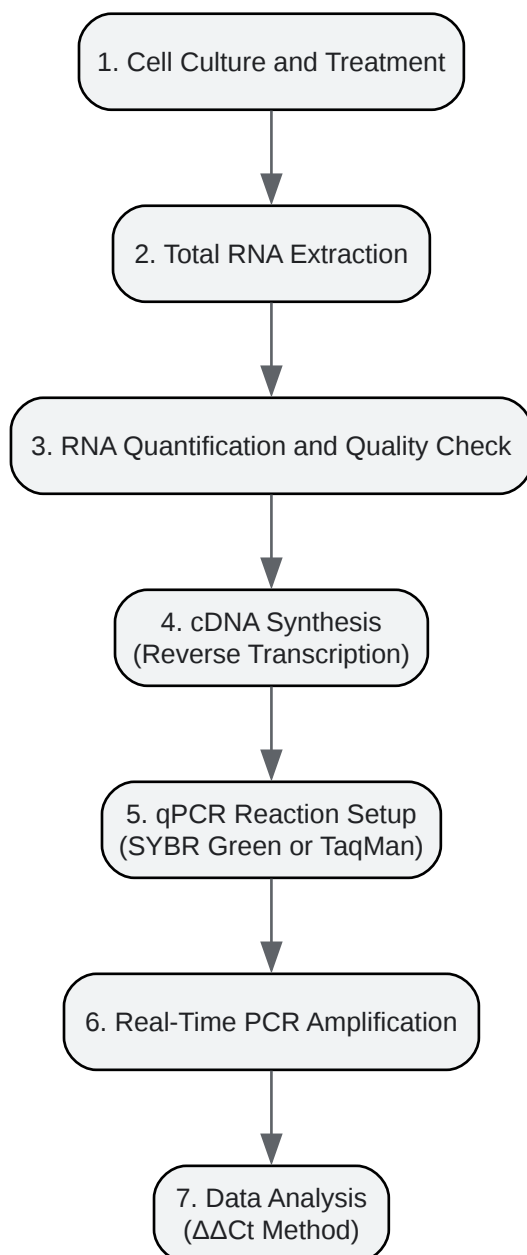 1. Cell Culture and Treatment
2. Total RNA Extraction
3. RNA Quantification and Quality Check
4. cDNA Synthesis
(Reverse Transcription)
5. qPCR Reaction Setup
(SYBR Green or TaqMan)
6. Real-Time PCR Amplification
7. Data Analysis
(ΔΔCt Method)